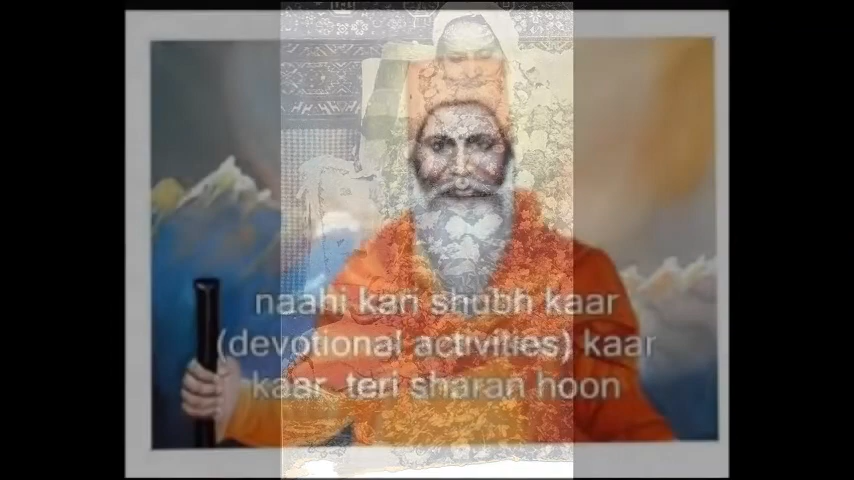 naahi kari shubh kaar
(devotional activities) kaar
kaar teri sharan hoon